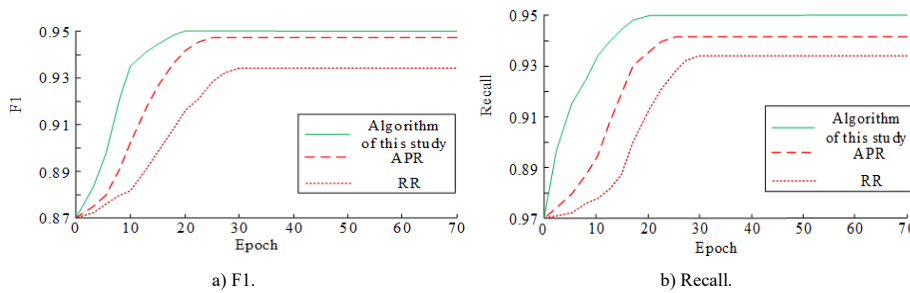 0.95
0.93
0.91
0.89
0.87
F1
0 10 20 30 40 50 60 70
Epoch
Algorithm
of this study
APR
RR
a) F1.
0.95
0.93
0.91
0.89
0.97
Recall
0 10 20 30 40 50 60 70
Epoch
Algorithm
of this study
APR
RR
b) Recall.